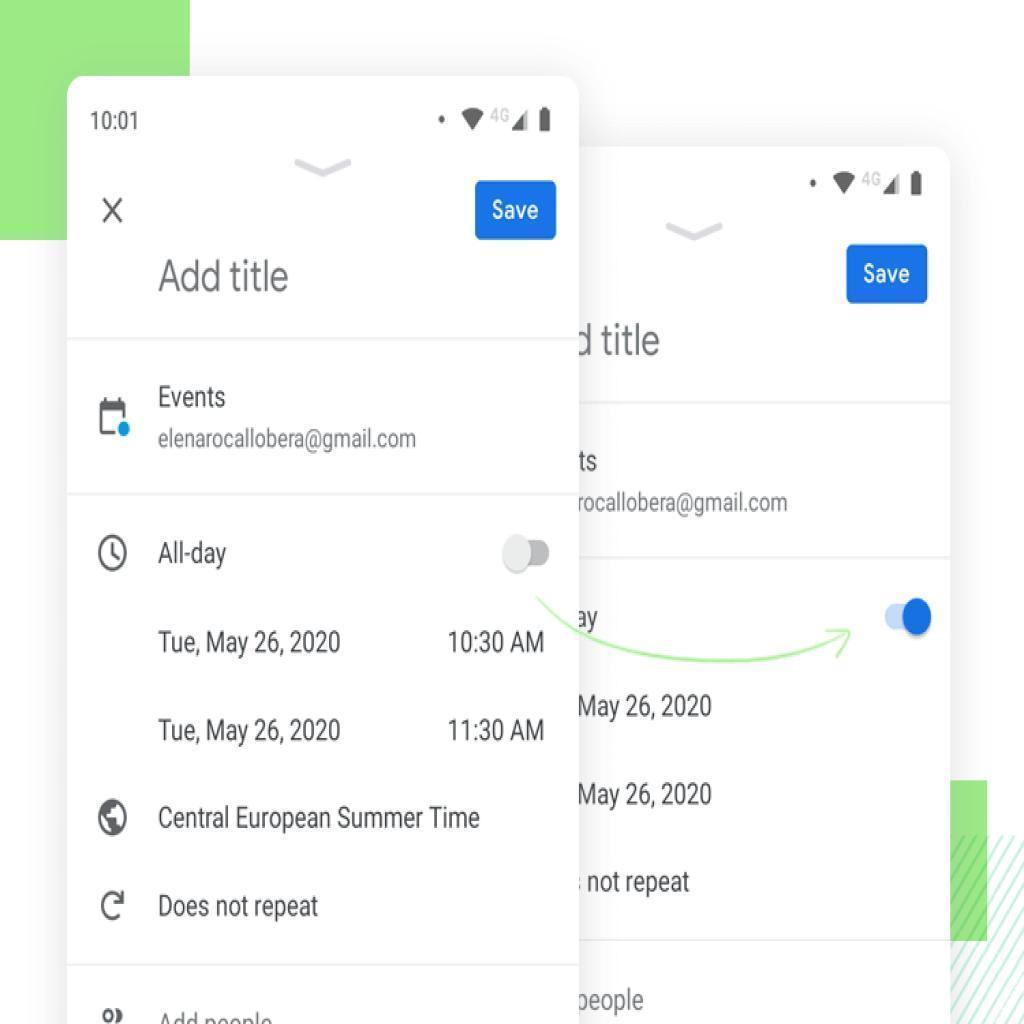 10:01
4G
Save
Add title
Events
elenarocallobera@gmail.com
All-day
Tue, May 26, 2020 10:30 AM
Tue, May 26, 2020 11:30 AM
Central European Summer Time
Does not repeat
Add people
4G
Save
d title
ts
rocallobera@gmail.com
ay
May 26, 2020
May 26, 2020
not repeat
people